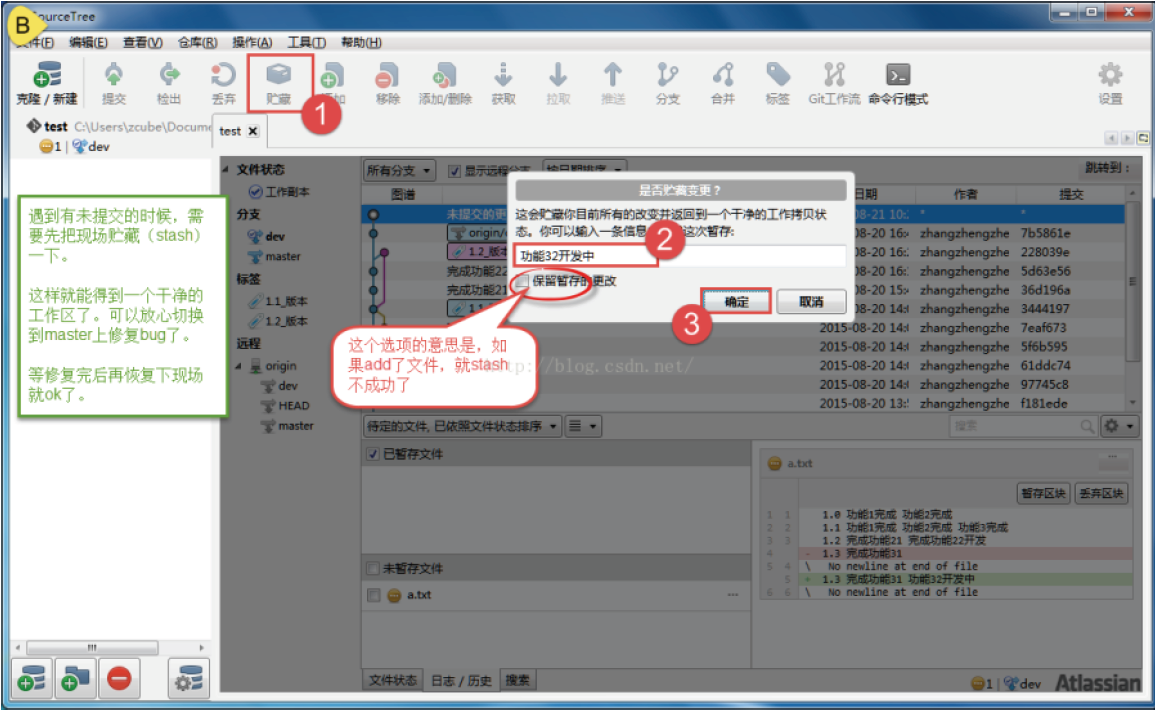 B
ourceTree
文件(F) 编辑(E) 查看(V) 仓库(R) 操作(A) 工具(T) 帮助(H)
克隆 / 新建 提交 检出 丢弃 贮藏 添加 移除 添加/删除 获取 拉取 推送 分支 合并 标签 Git工作流 命令行模式 设置
1
test C:\Users\zcube\Docume
1 | dev
test
文件状态
工作副本
分支
dev
master
标签
1.1_版本
1.2_版本
远程
origin
dev
HEAD
master
遇到有未提交的时候，需
要先把现场贮藏（stash）
一下。
这样就能得到一个干净的
工作区了。可以放心切换
到master上修复bug了。
等修复完后再恢复下现场
就ok了。
所有分支 显示远程分支 按日期排序 跳转到：
图谱 日期 作者 提交
未提交的更 08-21 10: * *
origin/ 08-20 16: zhangzhengzhe 7b5861e
1.2_版本 08-20 16: zhangzhengzhe 228039e
完成功能22 08-20 16: zhangzhengzhe 5d63e56
完成功能21 08-20 15: zhangzhengzhe 36d196a
1.1 08-20 14: zhangzhengzhe 3444197
2015-08-20 14: zhangzhengzhe 7eaf673
2015-08-20 14: zhangzhengzhe 5f6b595
2015-08-20 14: zhangzhengzhe 61ddc74
2015-08-20 14: zhangzhengzhe 97745c8
2015-08-20 13: zhangzhengzhe f181ede
是否贮藏变更？
这会贮藏你目前所有的改变并返回到一个干净的工作拷贝状
态。你可以输入一条信息 这次暂存:
2
功能32开发中
保留暂存的更改
确定 取消
3
这个选项的意思是，如
果add了文件，就stash
不成功了
http://blog.csdn.net/
待定的文件, 已依照文件状态排序 搜索
已暂存文件
未暂存文件
a.txt
a.txt
暂存区块 丢弃区块
1 1 1.0 功能1完成 功能2完成
2 2 1.1 功能1完成 功能2完成 功能3完成
3 3 1.2 完成功能21 完成功能22开发
4 - 1.3 完成功能31
5 4 \ No newline at end of file
5 + 1.3 完成功能31 功能32开发中
6 6 \ No newline at end of file
文件状态 日志 / 历史 搜索
1 | dev Atlassian